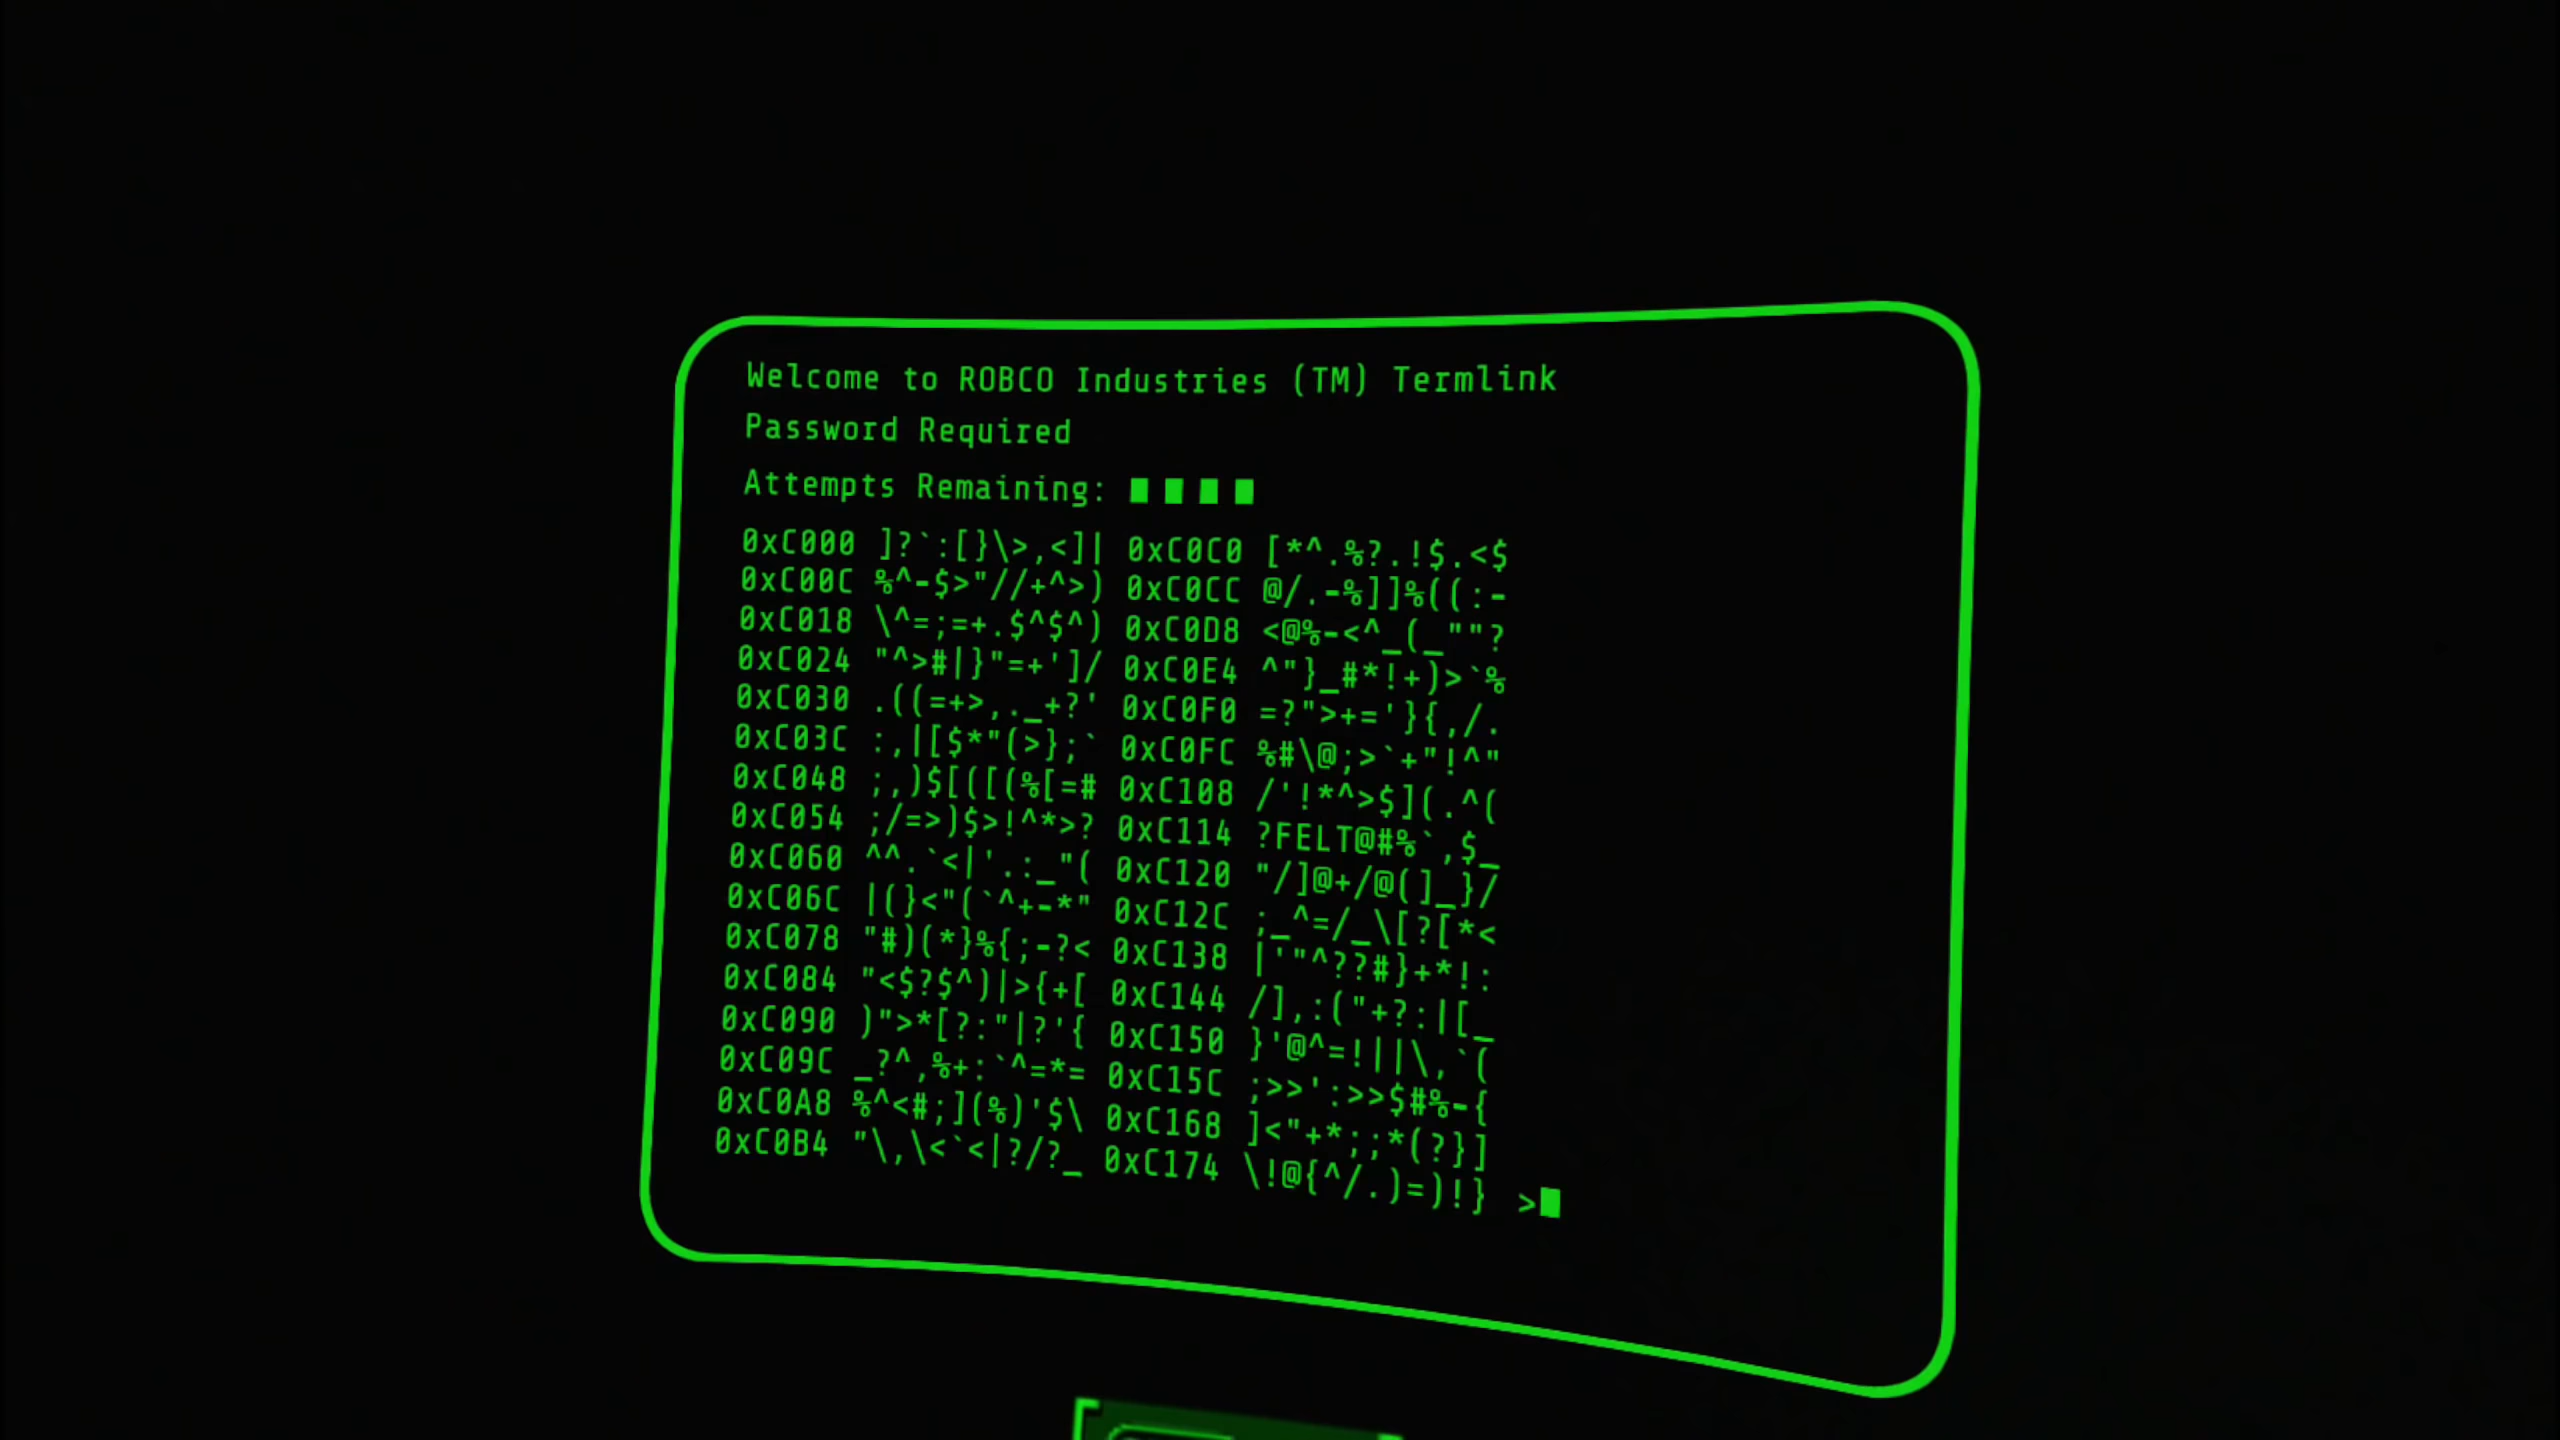 Welcome to ROBCO Industries (TM) Termlink
Password Required
Attempts Remaining: ■ ■ ■ ■
0xC000 ]?`:[}\>,<]| 0xC0C0 [*^.%?.!$.<$
0xC00C %^-$>"//+^>) 0xC0CC @/.-%]]%((:-
0xC018 \^=;=+.$^$^) 0xC0D8 <@%-<^_(_""?
0xC024 "^>#|}"=+']/ 0xC0E4 ^"}_#*!+)>`%
0xC030 .((=+>,._+?' 0xC0F0 =?">+='}{,/.
0xC03C :,|[$*"(>};` 0xC0FC %#\@;>`+"!^"
0xC048 ;,)$[([(%[=# 0xC108 /'!*^>$](.^(
0xC054 ;/=>)$>!^*>? 0xC114 ?FELT@#%`,$_
0xC060 ^^.`<|'.:_"( 0xC120 "/]@+/@(]_}/
0xC06C |(}<"(`^+-*" 0xC12C ;_^=/_\[?[*<
0xC078 "#)(*}%{;-?< 0xC138 |'"^??#}+*!:
0xC084 "<$?$^)|>{+[ 0xC144 /],:("+?:|[_
0xC090 )">*[?:"|?'{ 0xC150 }'@^=!||\,`(
0xC09C _?^,%+:`^=*= 0xC15C ;>>':>>$#%-{
0xC0A8 %^<#;](%)'$\ 0xC168 ]<"+*;;*(?}]
0xC0B4 "\,\<`<|?/?_ 0xC174 \!@{^/.)=)!} >■